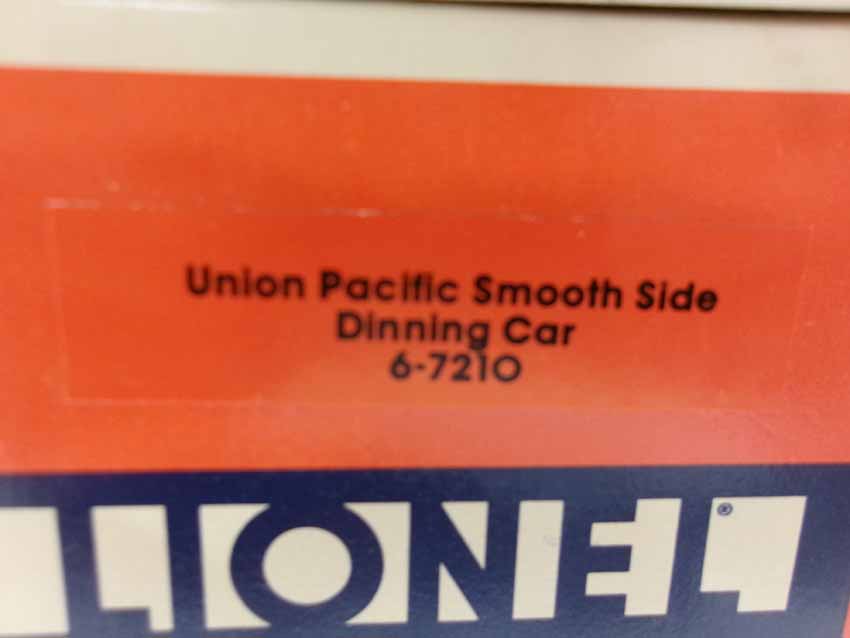 Union Pacific Smooth Side
Dinning Car
6-7210
LIONEL®